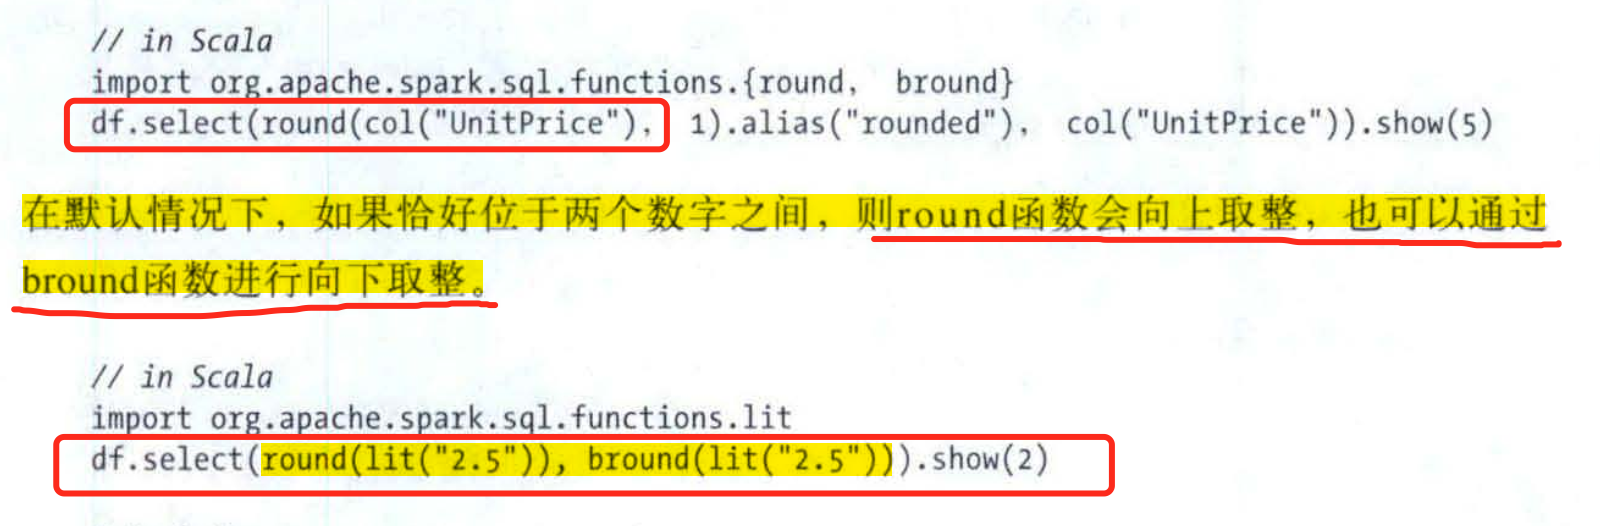 // in Scala
import org.apache.spark.sql.functions.{round, bround}
df.select(round(col("UnitPrice"), 1).alias("rounded"), col("UnitPrice")).show(5)
在默认情况下，如果恰好位于两个数字之间，则round函数会向上取整，也可以通过
bround函数进行向下取整。
// in Scala
import org.apache.spark.sql.functions.lit
df.select(round(lit("2.5")), bround(lit("2.5"))).show(2)